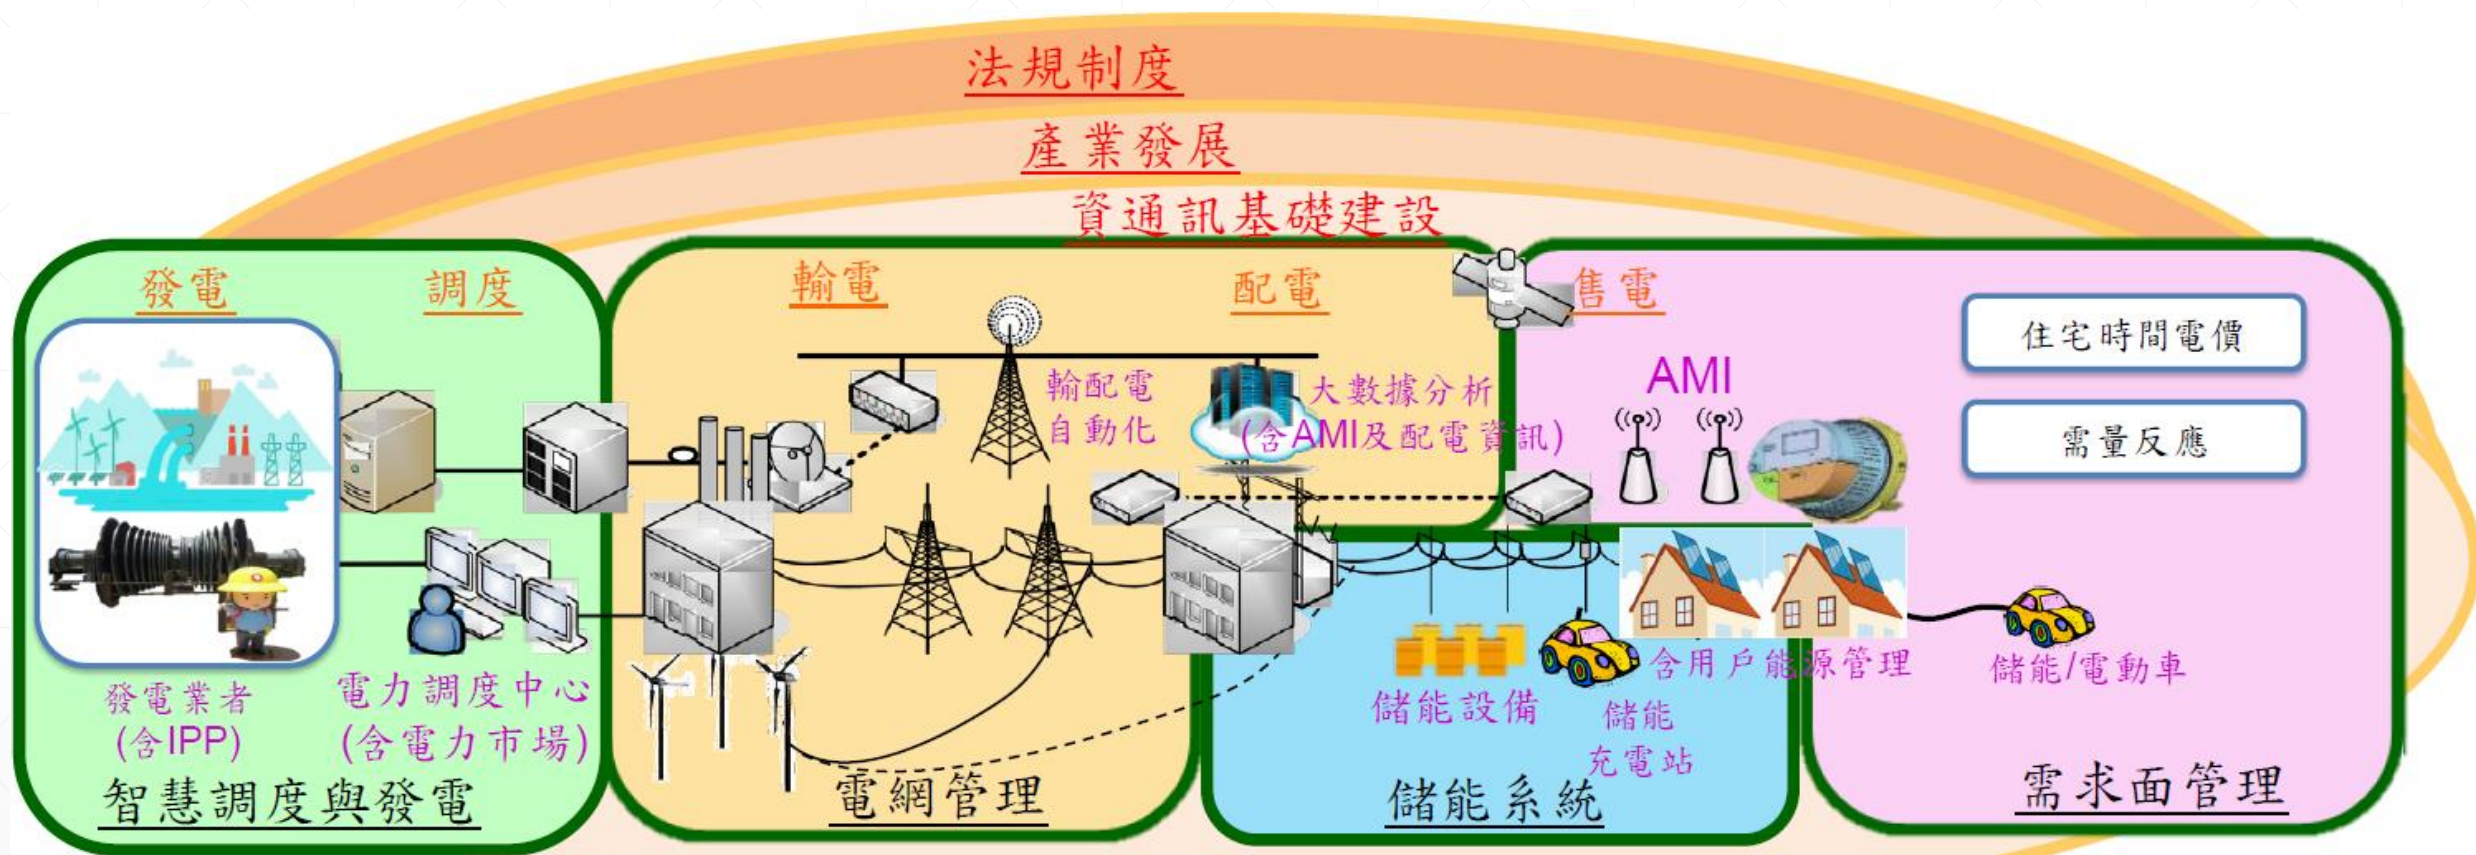 法規制度
產業發展
資通訊基礎建設
發電
調度
輸電
配電
售電
住宅時間電價
需量反應
AMI
輸配電
自動化
大數據分析
(含AMI及配電資訊)
發電業者
(含IPP)
電力調度中心
(含電力市場)
儲能設備
儲能
充電站
含用戶能源管理
儲能/電動車
智慧調度與發電
電網管理
儲能系統
需求面管理